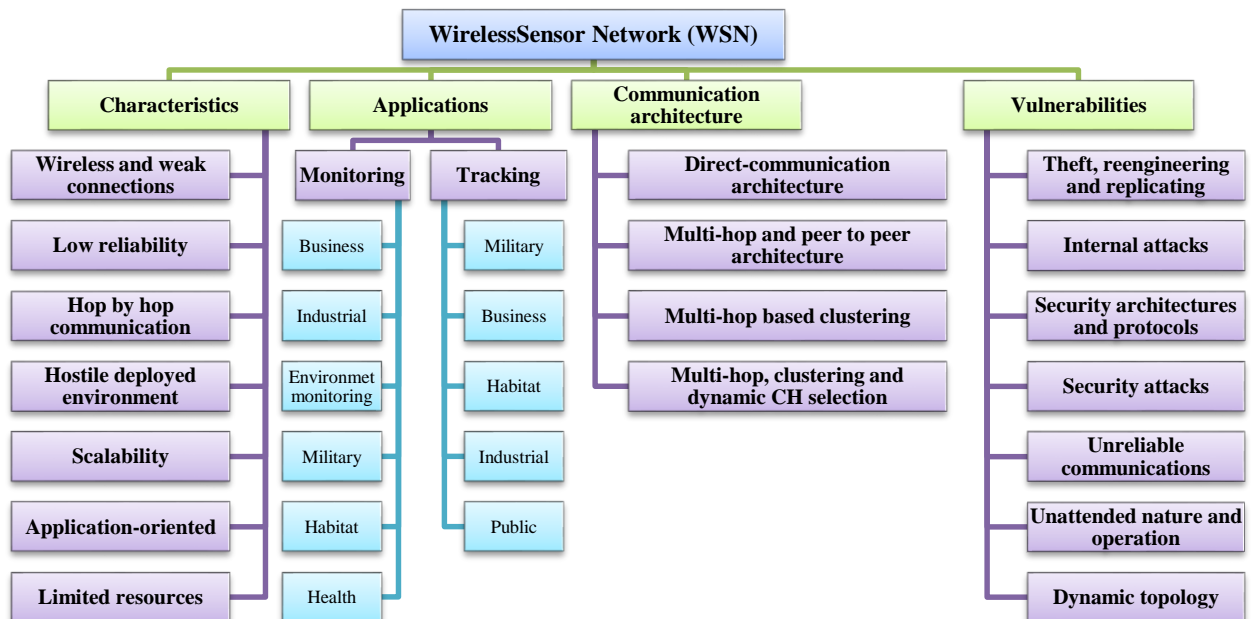 WirelessSensor Network (WSN)
Characteristics
Wireless and weak
connections
Low reliability
Hop by hop
communication
Hostile deployed
environment
Scalability
Application-oriented
Limited resources
Applications
Monitoring
Business
Industrial
Environmet
monitoring
Military
Habitat
Health
Tracking
Military
Business
Habitat
Industrial
Public
Communication
architecture
Direct-communication
architecture
Multi-hop and peer to peer
architecture
Multi-hop based clustering
Multi-hop, clustering and
dynamic CH selection
Vulnerabilities
Theft, reengineering
and replicating
Internal attacks
Security architectures
and protocols
Security attacks
Unreliable
communications
Unattended nature and
operation
Dynamic topology